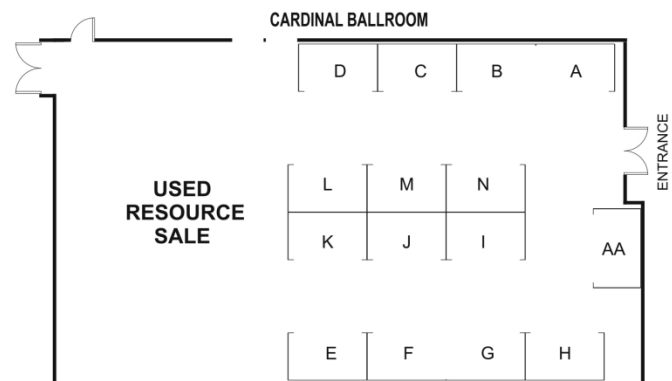 CARDINAL BALLROOM
D C B A
ENTRANCE
L M N
USED
RESOURCE
SALE
K J I
AA
E F G H